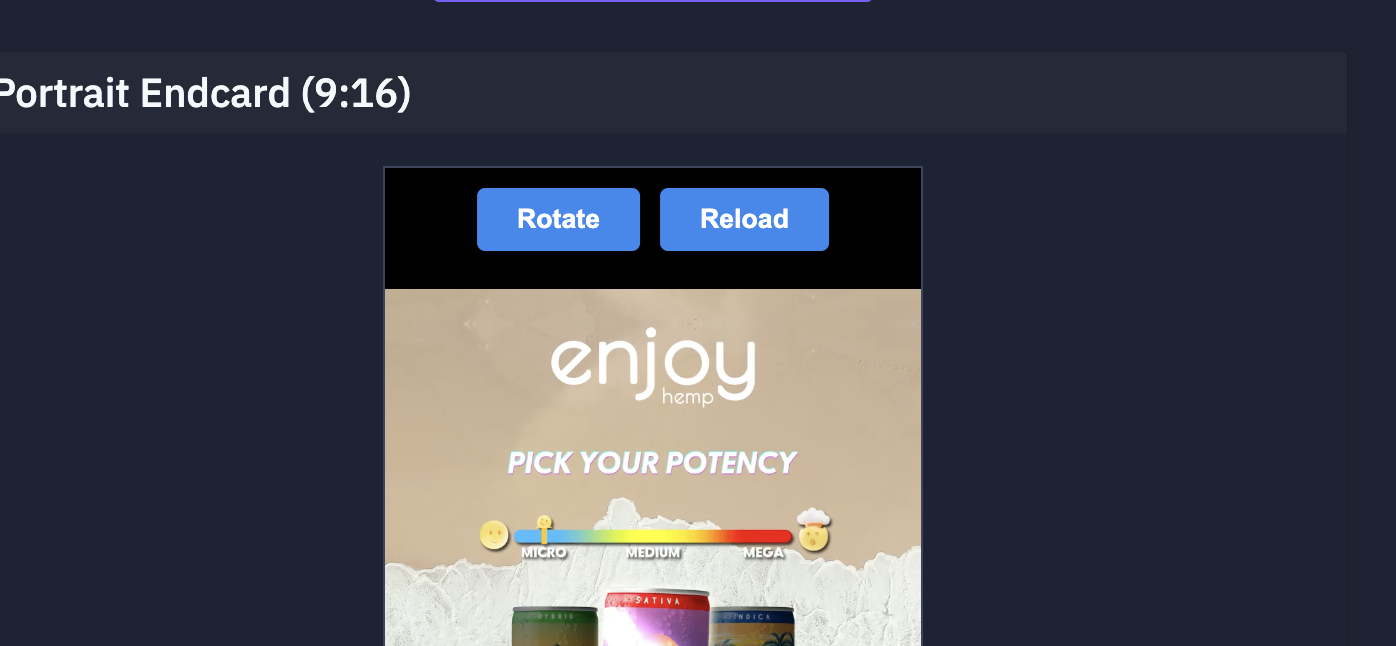 Portrait Endcard (9:16)
Rotate Reload
enjoy
hemp
PICK YOUR POTENCY
MICRO MEDIUM MEGA
SATIVA
HYBRID INDICA